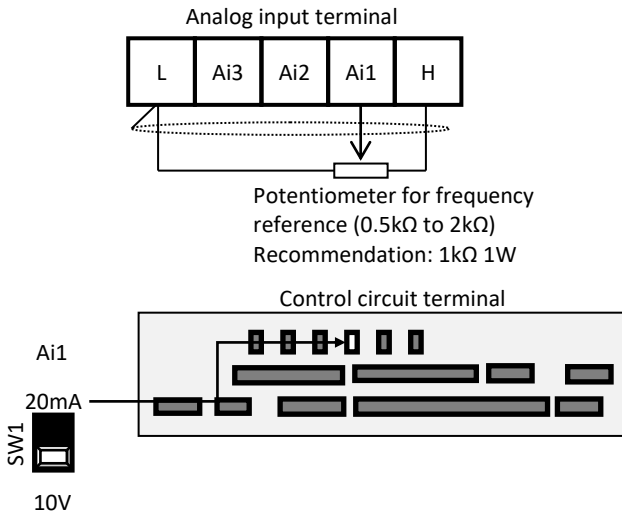 Analog input terminal
L Ai3 Ai2 Ai1 H
Potentiometer for frequency
reference (0.5kΩ to 2kΩ)
Recommendation: 1kΩ 1W
Control circuit terminal
Ai1
20mA
SW1
10V